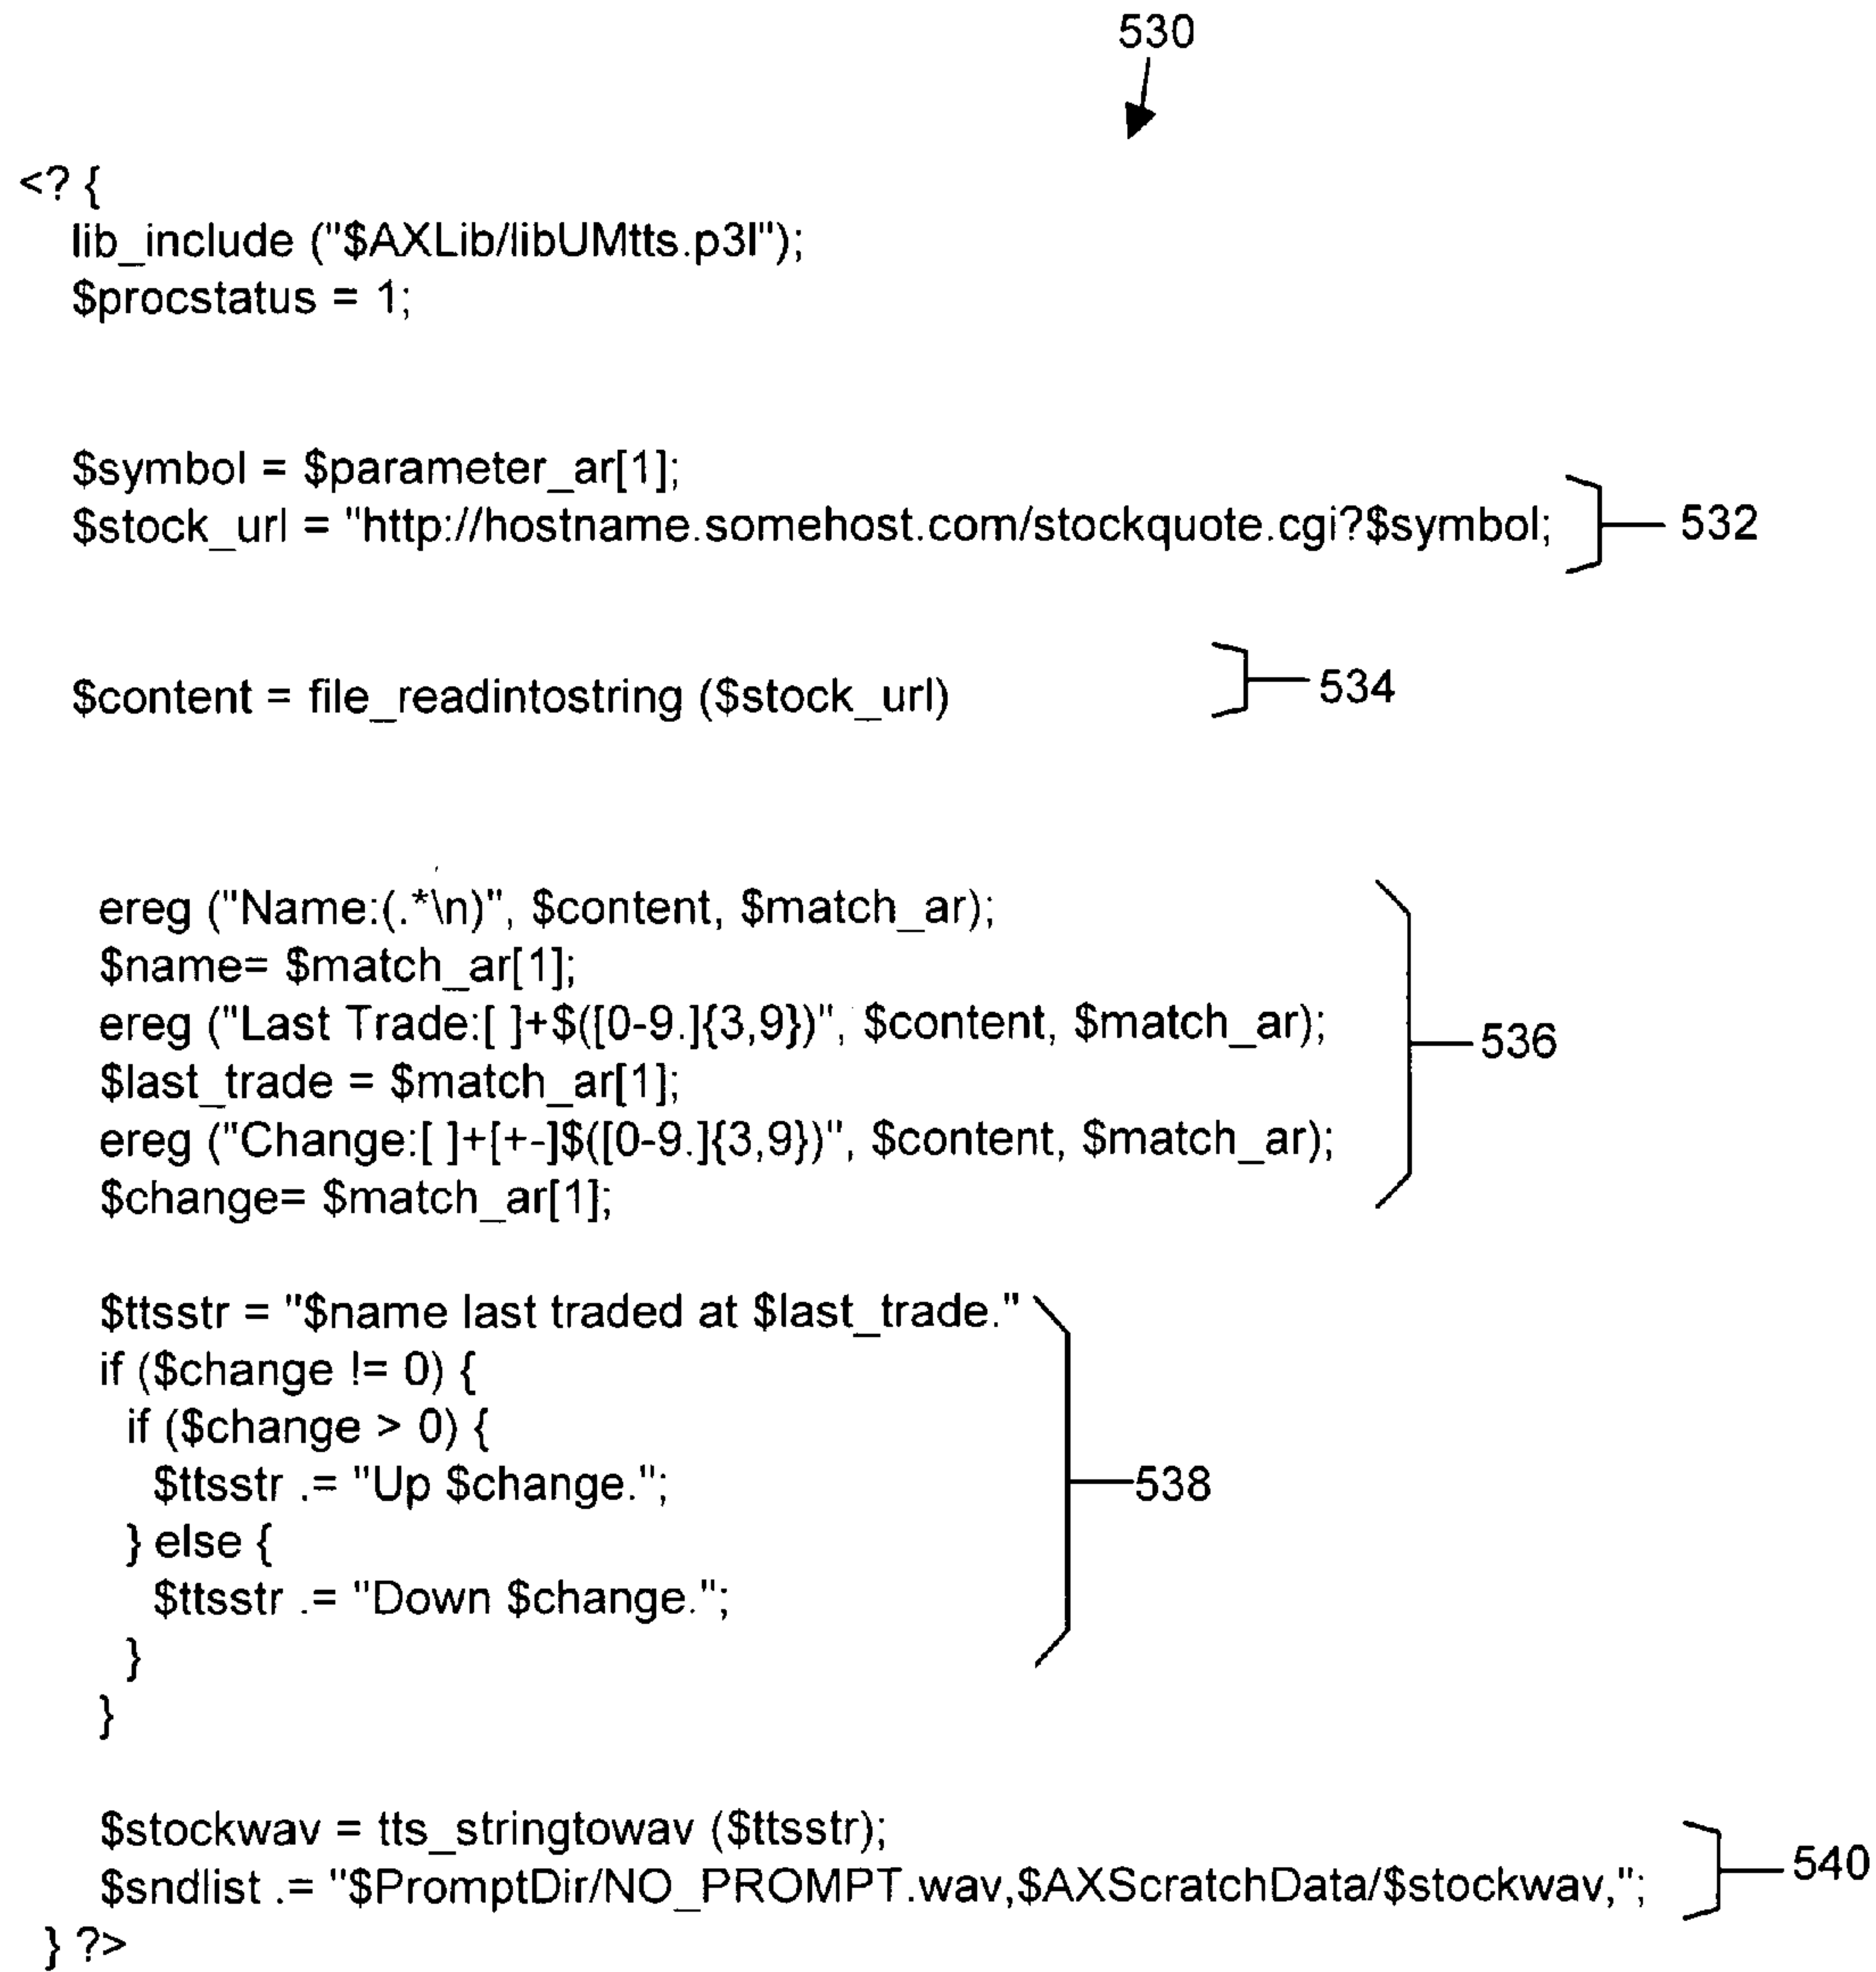 530
<? {
lib_include ("$AXLib/libUMtts.p3l");
$procstatus = 1;
$symbol = $parameter_ar[1];
$stock_url = "http://hostname.somehost.com/stockquote.cgi?$symbol;
532
$content = file_readintostring ($stock_url)
534
ereg ("Name:(.*\n)", $content, $match_ar);
$name= $match_ar[1];
ereg ("Last Trade:[ ]+$([0-9.]{3,9})", $content, $match_ar);
536
$last_trade = $match_ar[1];
ereg ("Change:[ ]+[+-]$([0-9.]{3,9})", $content, $match_ar);
$change= $match_ar[1];
$ttsstr = "$name last traded at $last_trade."
if ($change != 0) {
if ($change > 0) {
$ttsstr .= "Up $change.";
538
} else {
$ttsstr .= "Down $change.";
}
}
$stockwav = tts_stringtowav ($ttsstr);
$sndlist .= "$PromptDir/NO_PROMPT.wav,$AXScratchData/$stockwav,";
540
} ?>